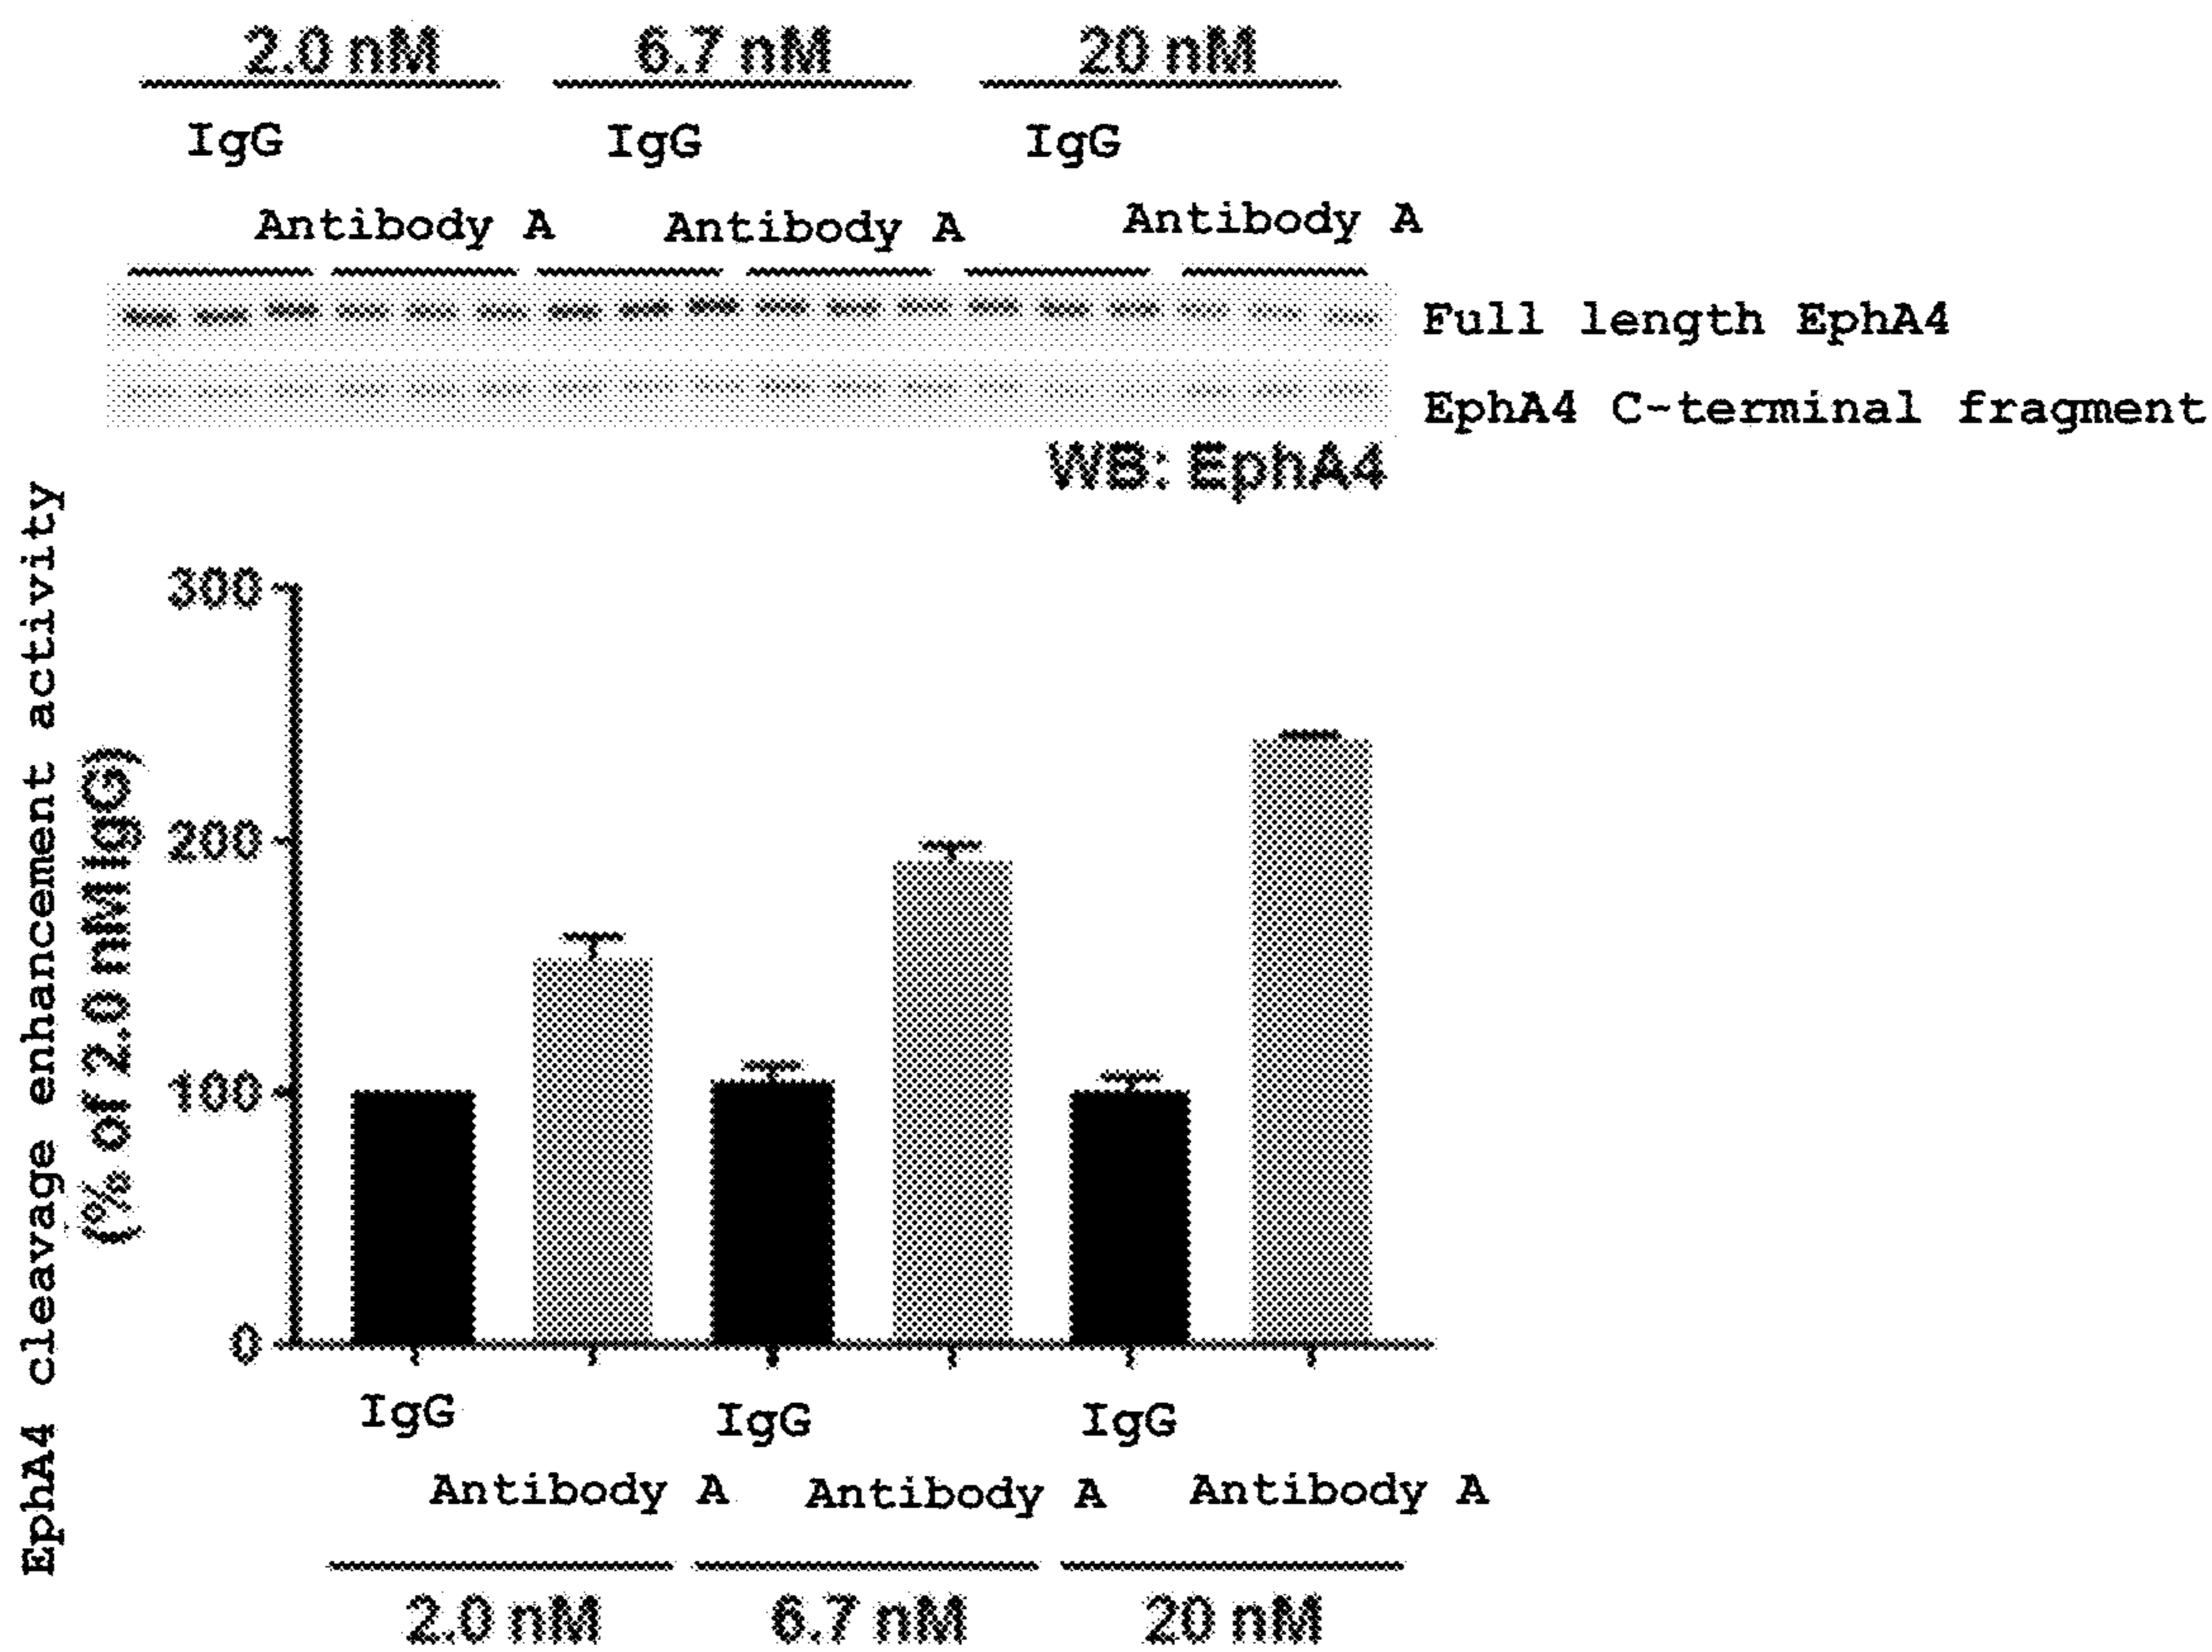 2.0 nM 6.7 nM 20 nM
IgG IgG IgG
Antibody A Antibody A Antibody A
Full length EphA4
EphA4 C-terminal fragment
WB: EphA4
EphA4 cleavage enhancement activity
(% of 2.0 nM IgG)
300
200
100
0
IgG IgG IgG
Antibody A Antibody A Antibody A
2.0 nM 6.7 nM 20 nM